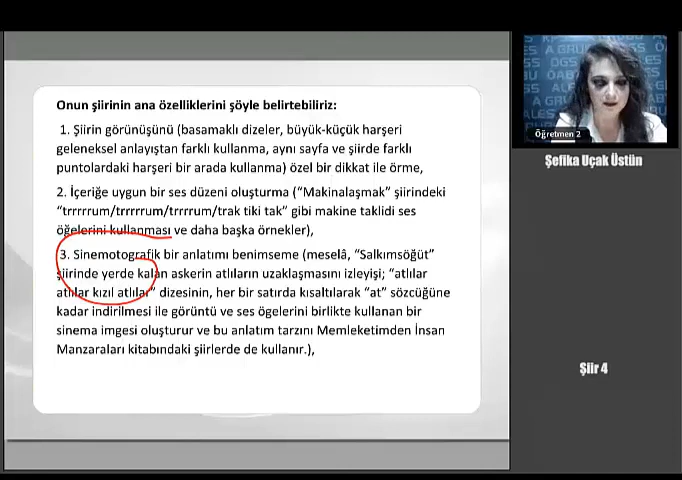 Onun şiirinin ana özelliklerini şöyle belirtebiliriz:
1. Şiirin görünüşünü (basamaklı dizeler, büyük-küçük harşeri
geleneksel anlayıştan farklı kullanma, aynı sayfa ve şiirde farklı
puntolardaki harşeri bir arada kullanma) özel bir dikkat ile örme,
2. İçeriğe uygun bir ses düzeni oluşturma ("Makinalaşmak" şiirindeki
"trrrrrum/trrrrrum/trrrrum/trak tiki tak" gibi makine taklidi ses
öğelerini kullanması ve daha başka örnekler),
3. Sinemotografik bir anlatımı benimseme (meselâ, "Salkımsöğüt"
şiirinde yerde kalan askerin atlıların uzaklaşmasını izleyişi; "atlılar
atlılar kızıl atlılar" dizesinin, her bir satırda kısaltılarak "at" sözcüğüne
kadar indirilmesi ile görüntü ve ses ögelerini birlikte kullanan bir
sinema imgesi oluşturur ve bu anlatım tarzını Memleketimden İnsan
Manzaraları kitabındaki şiirlerde de kullanır.),
Öğretmen 2
Şefika Uçak Üstün
Şiir 4